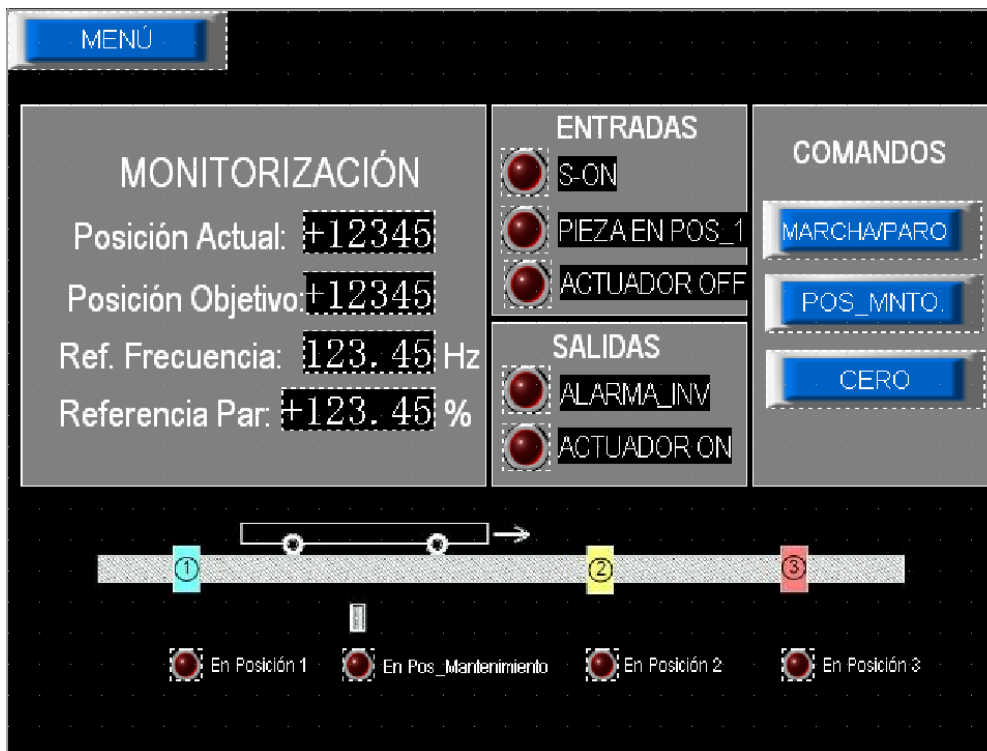 MENÚ
MONITORIZACIÓN
Posición Actual: +12345
Posición Objetivo: +12345
Ref. Frecuencia: 123.45 Hz
Referencia Par: +123.45 %
ENTRADAS
S-ON
PIEZA EN POS_1
ACTUADOR OFF
SALIDAS
ALARMA_INV
ACTUADOR ON
COMANDOS
MARCHA/PARO
POS_MNTO.
CERO
1 2 3
En Posición 1 En Pos_Mantenimiento En Posición 2 En Posición 3